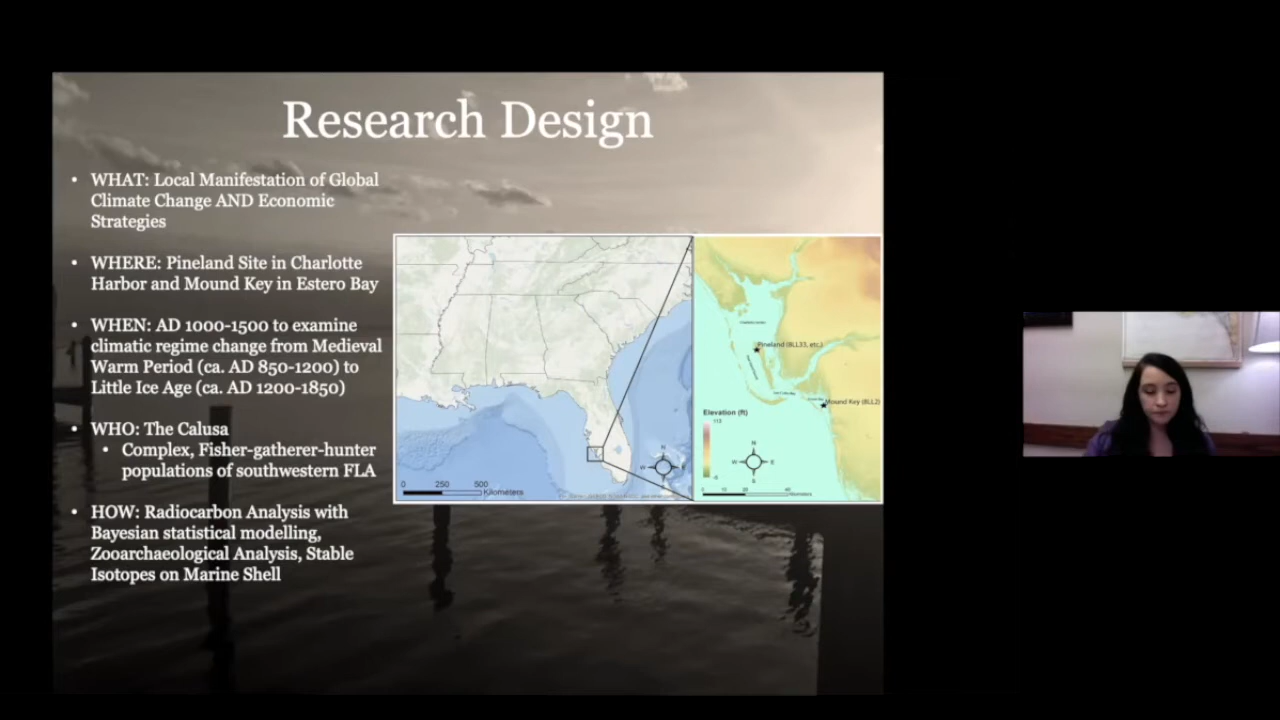 Research Design
• WHAT: Local Manifestation of Global
Climate Change AND Economic
Strategies
• WHERE: Pineland Site in Charlotte
Harbor and Mound Key in Estero Bay
• WHEN: AD 1000-1500 to examine
climatic regime change from Medieval
Warm Period (ca. AD 850-1200) to
Little Ice Age (ca. AD 1200-1850)
• WHO: The Calusa
• Complex, Fisher-gatherer-hunter
populations of southwestern FLA
• HOW: Radiocarbon Analysis with
Bayesian statistical modelling,
Zooarchaeological Analysis, Stable
Isotopes on Marine Shell
N
W
S
0 250 500
Kilometers
Pineland (8LL33, etc.)
Mound Key (8LL2)
Elevation (ft)
N
W E
S